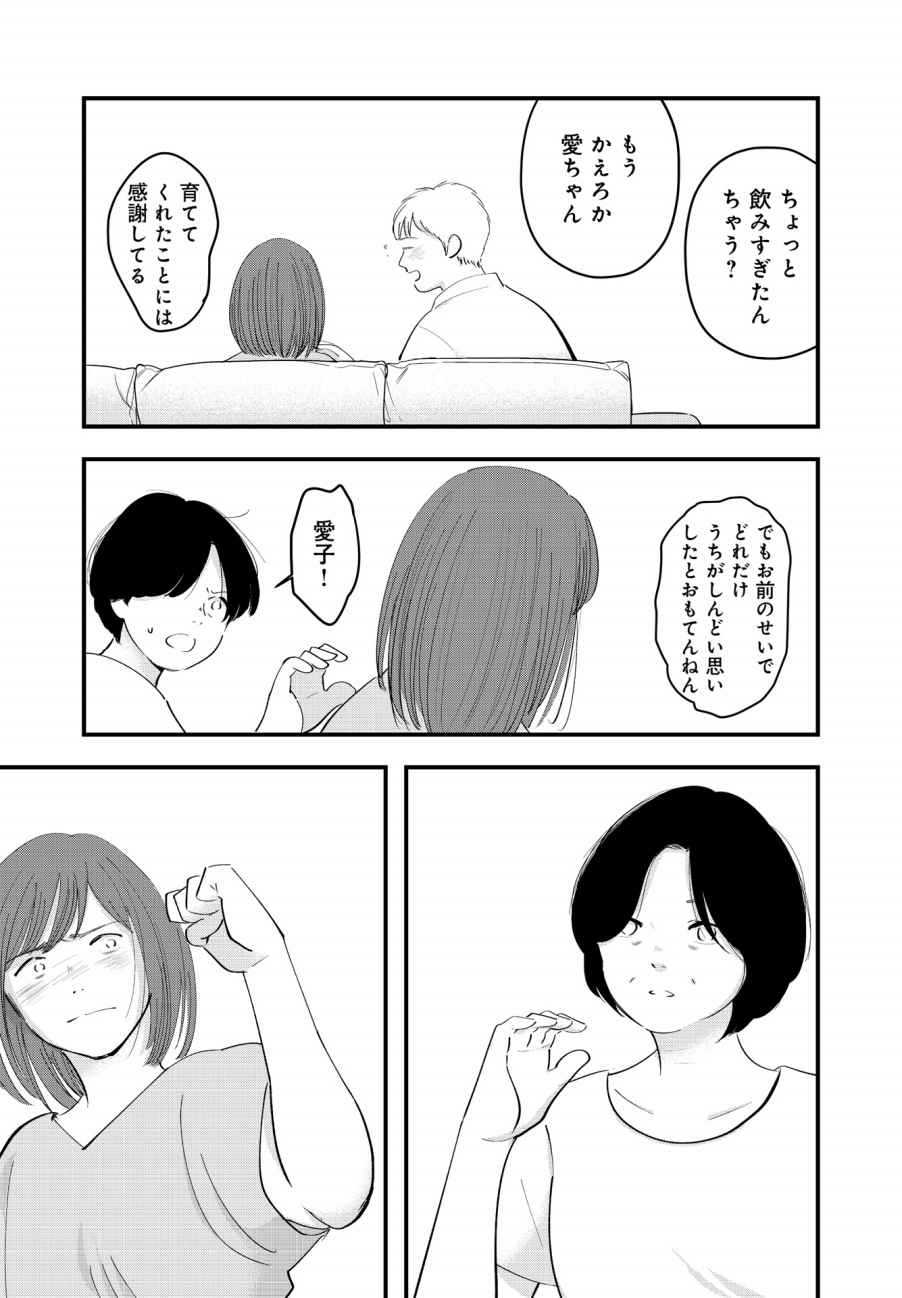 ちょっと
飲みすぎたん
ちゃう?
もう
かえろか
愛ちゃん
育てて
くれたことには
感謝してる
でもお前のせいで
どれだけ
うちがしんどい思い
したとおもてんねん
愛子!